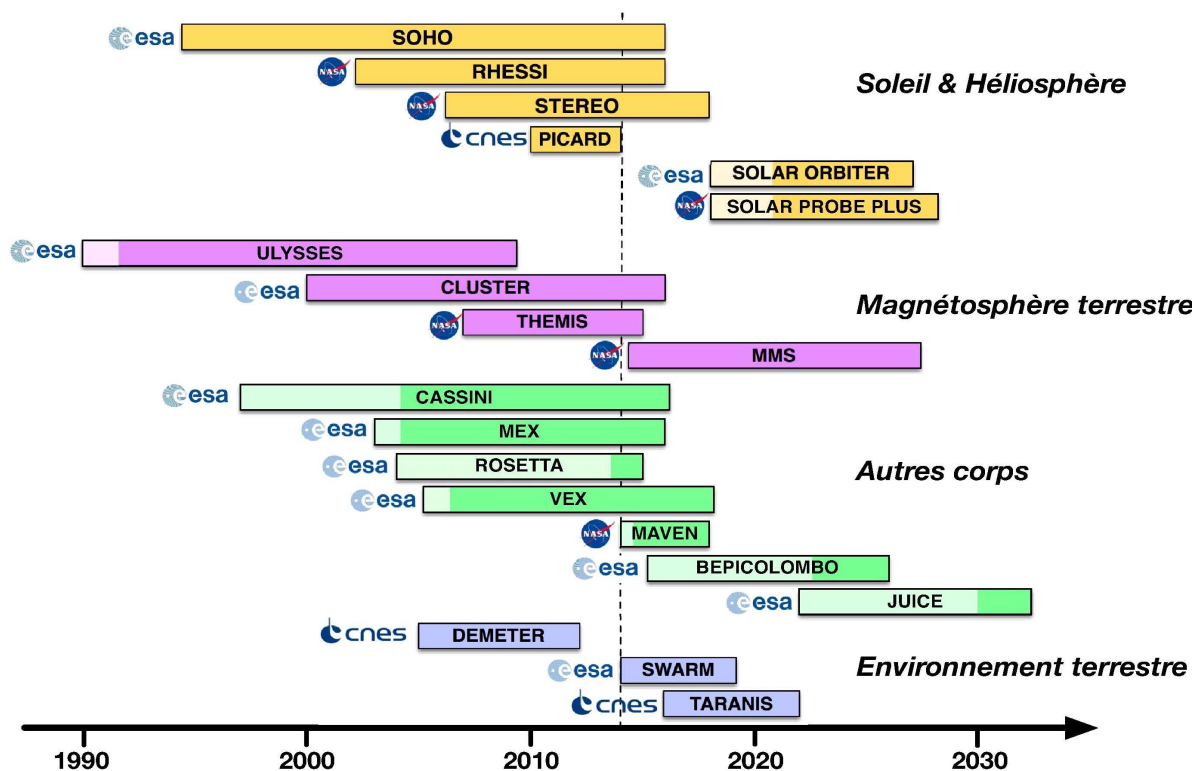 esa SOHO
NASA RHESSI
Soleil & Héliosphère
NASA STEREO
cnes PICARD
esa SOLAR ORBITER
NASA SOLAR PROBE PLUS
esa ULYSSES
esa CLUSTER
Magnétosphère terrestre
NASA THEMIS
NASA MMS
esa CASSINI
esa MEX
esa ROSETTA
Autres corps
esa VEX
NASA MAVEN
esa BEPICOLOMBO
esa JUICE
cnes DEMETER
esa SWARM
Environnement terrestre
cnes TARANIS
1990 2000 2010 2020 2030